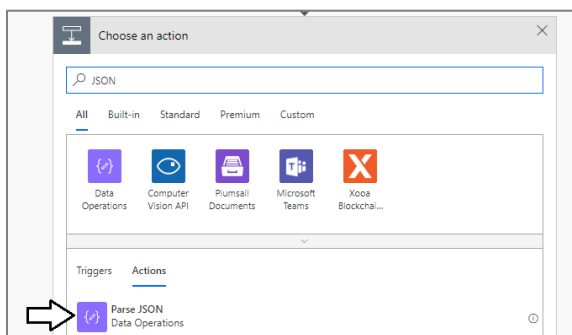 Choose an action
JSON
All Built-in Standard Premium Custom
Data Operations
Computer Vision API
Plumsail Documents
Microsoft Teams
Xooa Blockchai...
Triggers Actions
Parse JSON
Data Operations